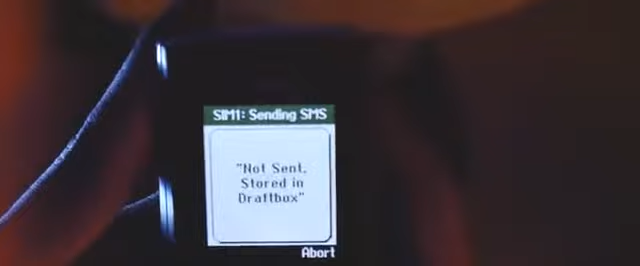 SIM1: Sending SMS
"Not Sent.
Stored in
Draftbox"
Abort